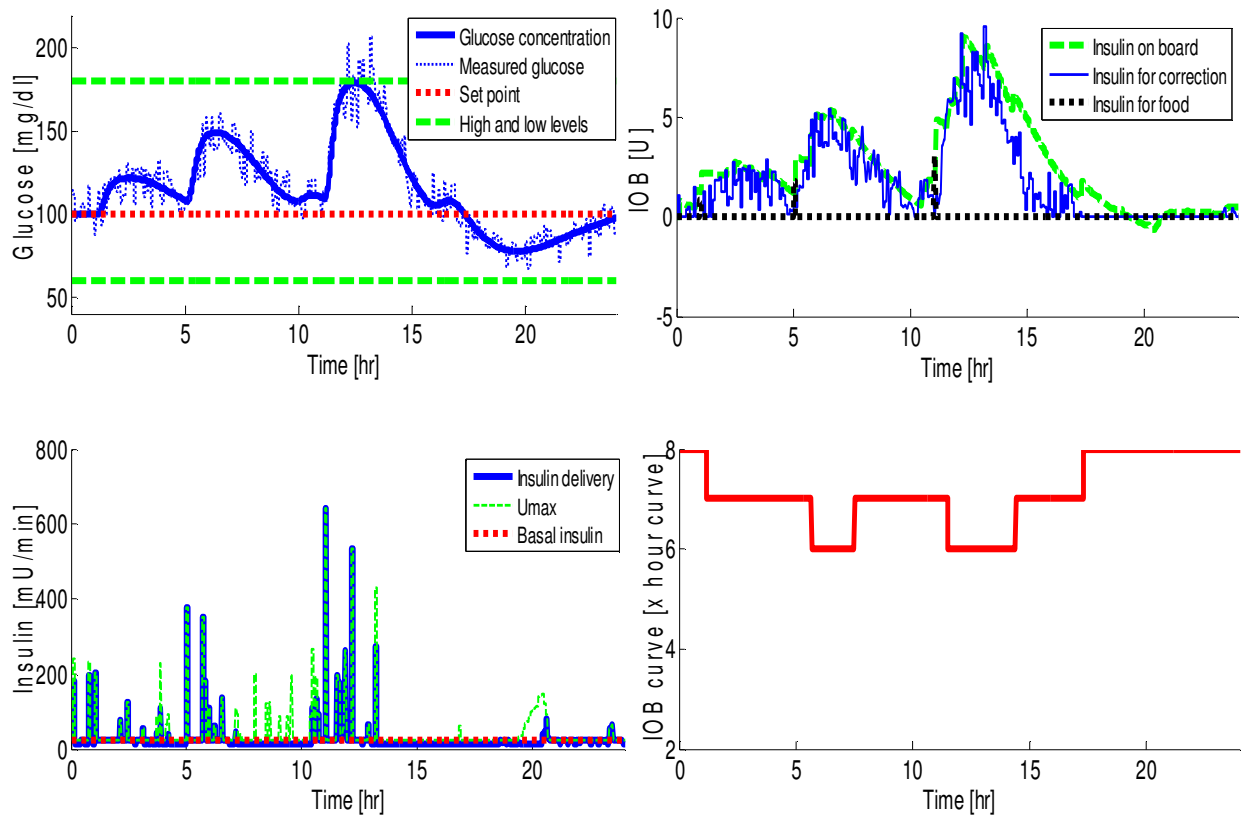 Glucose [mg/dl]
200
150
100
50
0
5
10
15
20
Time [hr]
Glucose concentration
Measured glucose
Set point
High and low levels
IOB [U]
10
5
0
-5
0
5
10
15
20
Time [hr]
Insulin on board
Insulin for correction
Insulin for food
Insulin [mU/min]
800
600
400
200
0
0
5
10
15
20
Time [hr]
Insulin delivery
Umax
Basal insulin
IOB curve [x hour curve]
8
6
4
2
0
5
10
15
20
Time [hr]